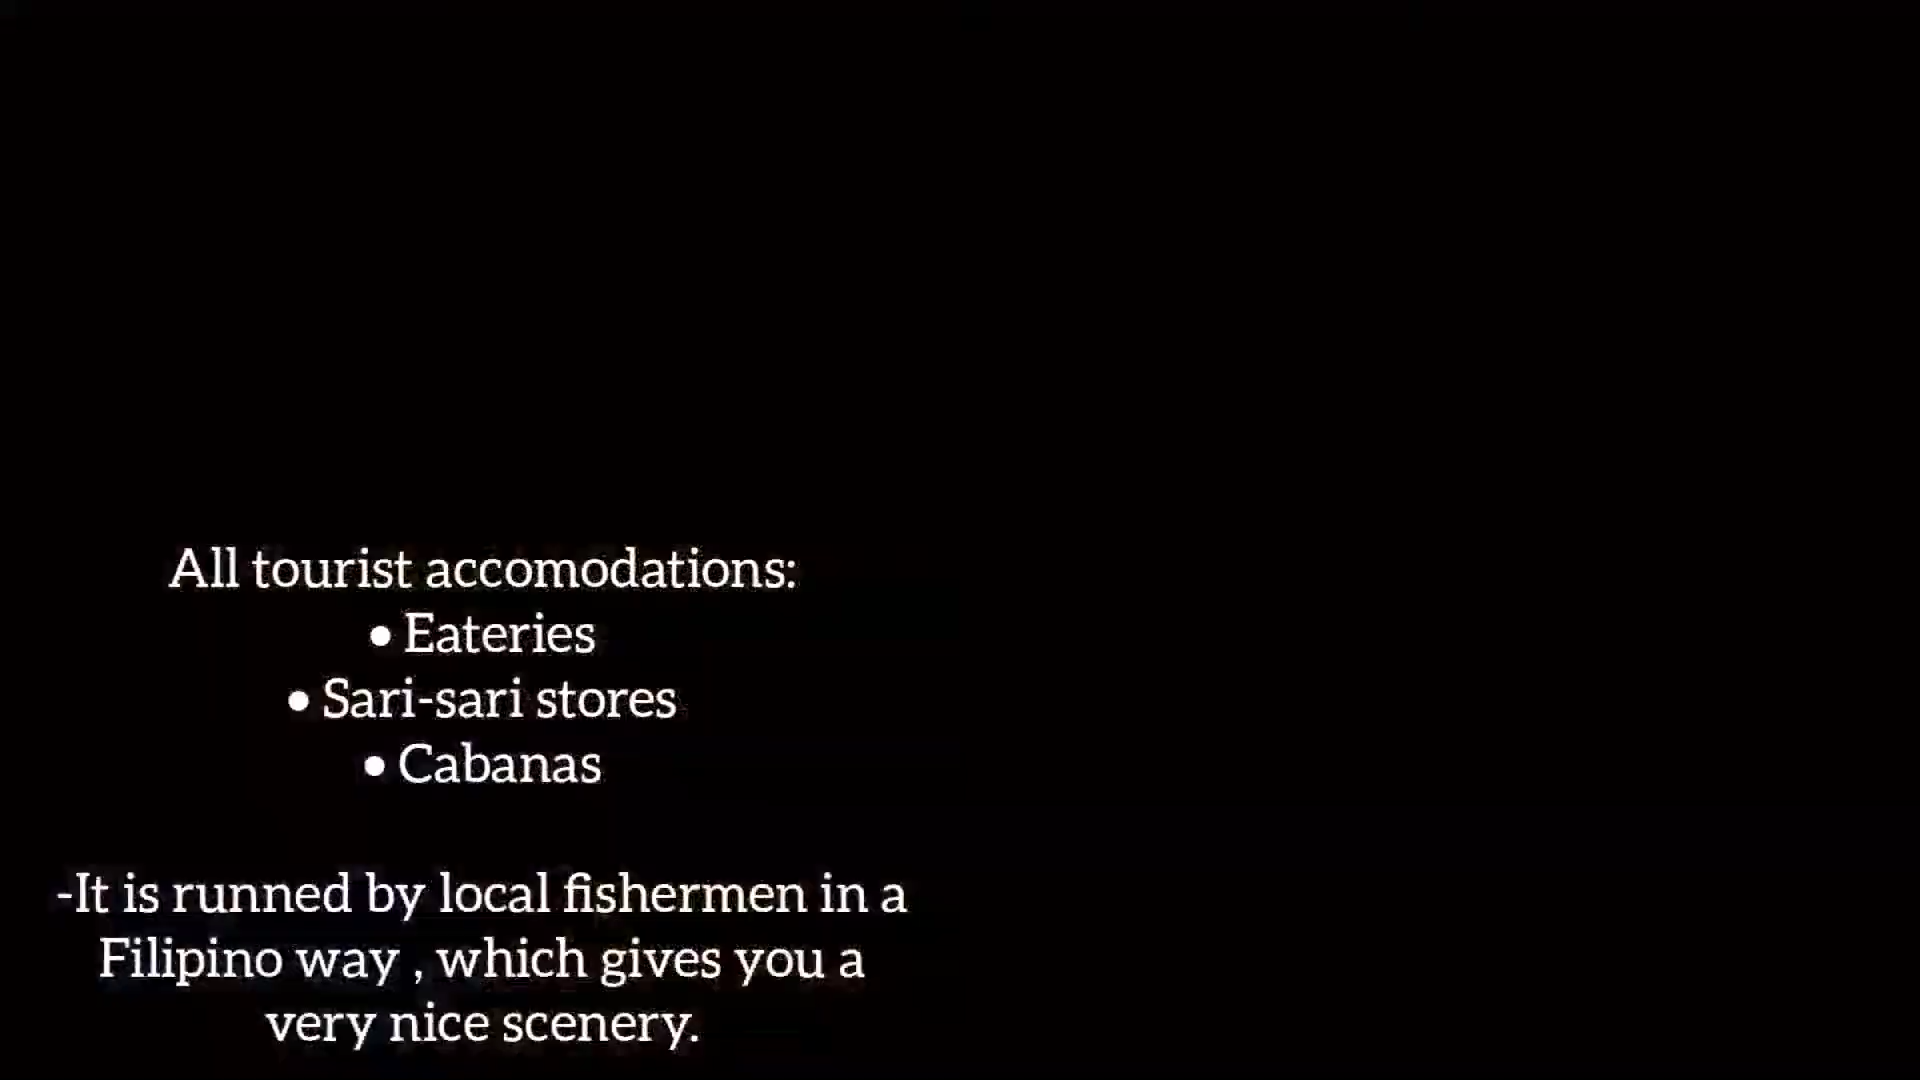 All tourist accomodations:
• Eateries
• Sari-sari stores
• Cabanas
-It is runned by local fishermen in a
Filipino way , which gives you a
very nice scenery.